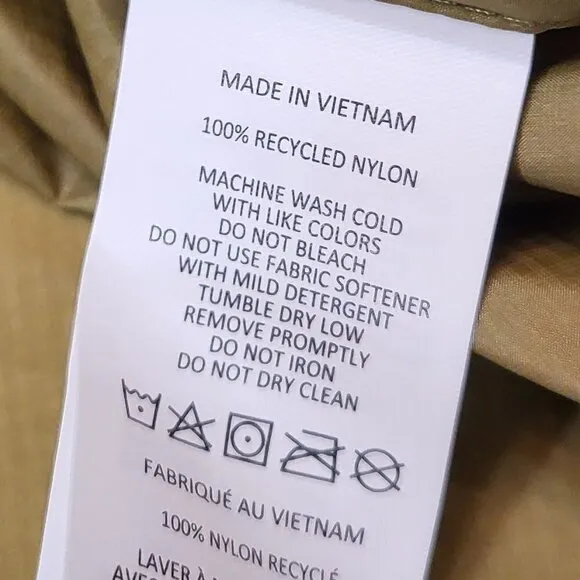 MADE IN VIETNAM
100% RECYCLED NYLON
MACHINE WASH COLD
WITH LIKE COLORS
DO NOT BLEACH
DO NOT USE FABRIC SOFTENER
WITH MILD DETERGENT
TUMBLE DRY LOW
REMOVE PROMPTLY
DO NOT IRON
DO NOT DRY CLEAN
FABRIQUÉ AU VIETNAM
100% NYLON RECYCLÉ
LAVER À